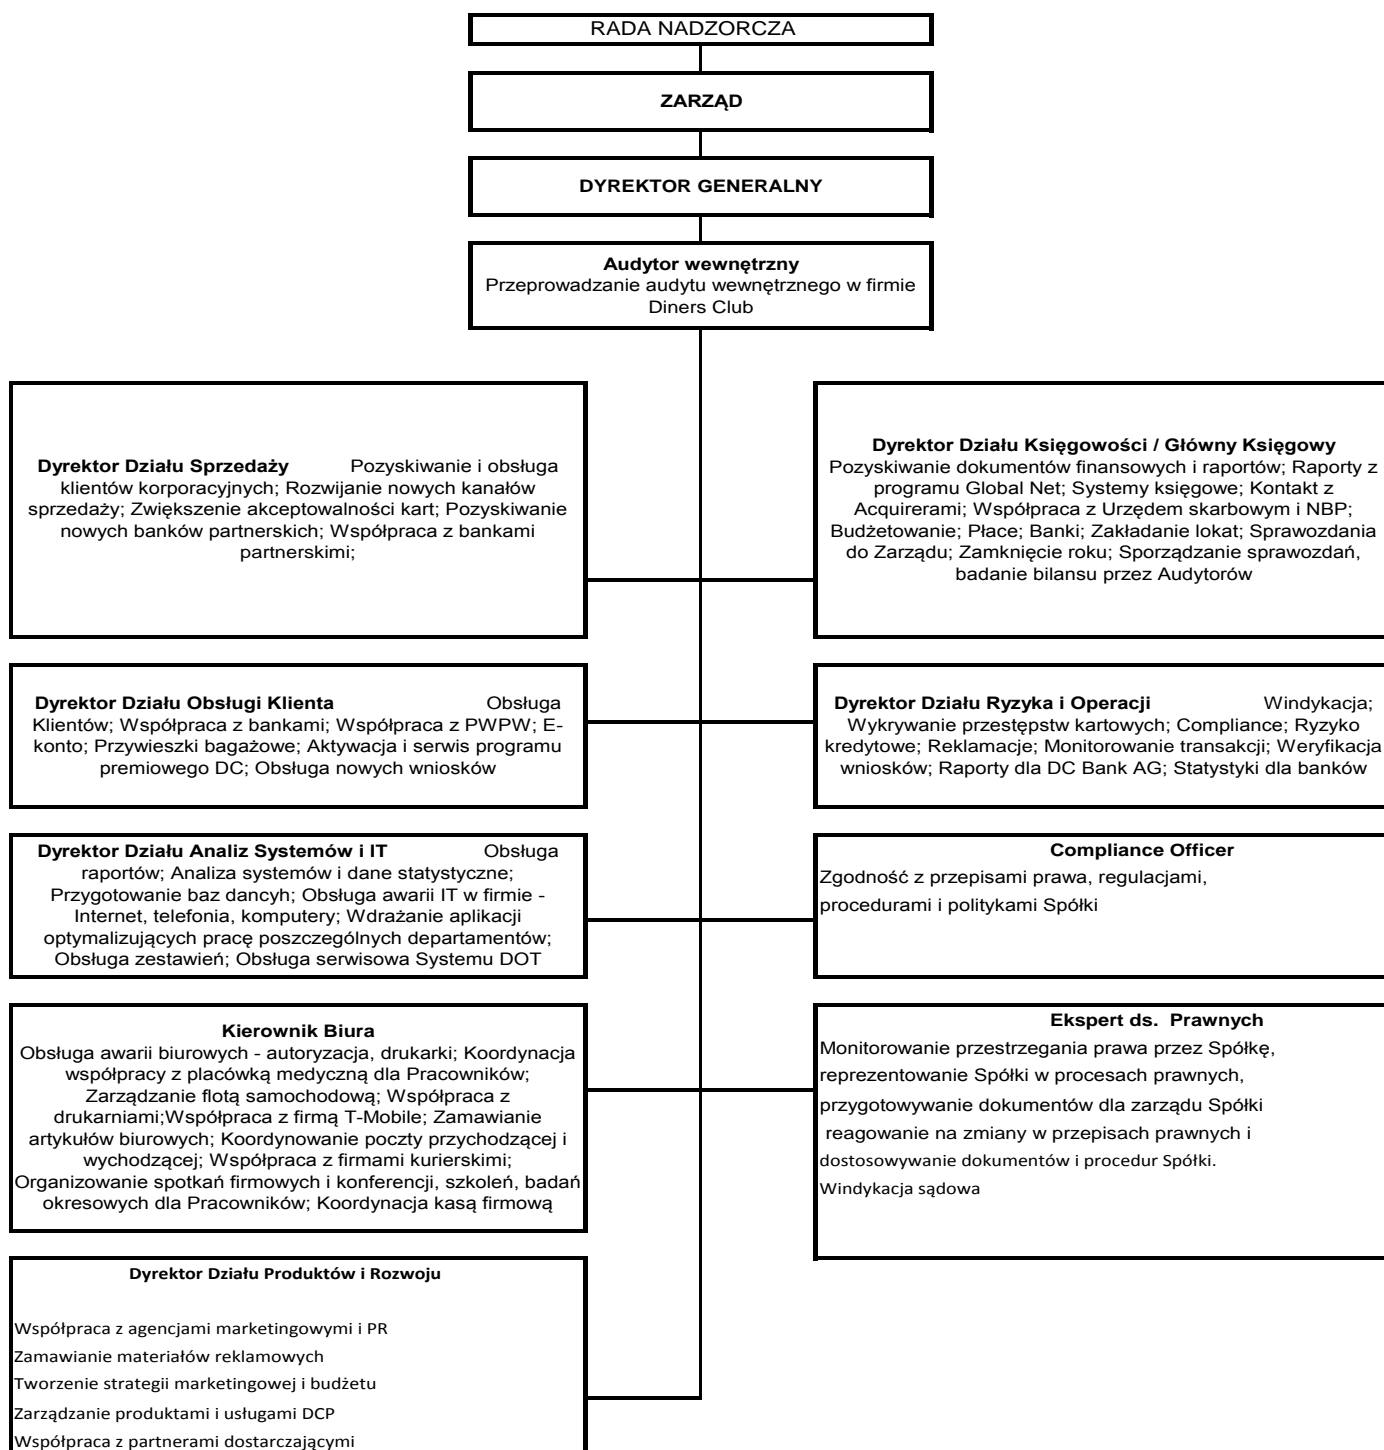 RADA NADZORCZA
ZARZĄD
DYREKTOR GENERALNY
Audytor wewnętrzny
Przeprowadzanie audytu wewnętrznego w firmie
Diners Club
Dyrektor Działu Sprzedaży Pozyskiwanie i obsługa
klientów korporacyjnych; Rozwijanie nowych kanałów
sprzedaży; Zwiększenie akceptowalności kart; Pozyskiwanie
nowych banków partnerskich; Współpraca z bankami
partnerskimi;
Dyrektor Działu Księgowości / Główny Księgowy
Pozyskiwanie dokumentów finansowych i raportów; Raporty z
programu Global Net; Systemy księgowe; Kontakt z
Acquirerami; Współpraca z Urzędem skarbowym i NBP;
Budżetowanie; Płace; Banki; Zakładanie lokat; Sprawozdania
do Zarządu; Zamknięcie roku; Sporządzanie sprawozdań,
badanie bilansu przez Audytorów
Dyrektor Działu Obsługi Klienta Obsługa
Klientów; Współpraca z bankami; Współpraca z PWPW; E-
konto; Przywieszki bagażowe; Aktywacja i serwis programu
premiowego DC; Obsługa nowych wniosków
Dyrektor Działu Ryzyka i Operacji Windykacja;
Wykrywanie przestępstw kartowych; Compliance; Ryzyko
kredytowe; Reklamacje; Monitorowanie transakcji; Weryfikacja
wniosków; Raporty dla DC Bank AG; Statystyki dla banków
Dyrektor Działu Analiz Systemów i IT Obsługa
raportów; Analiza systemów i dane statystyczne;
Przygotowanie baz dancyh; Obsługa awarii IT w firmie -
Internet, telefonia, komputery; Wdrażanie aplikacji
optymalizujących pracę poszczególnych departamentów;
Obsługa zestawień; Obsługa serwisowa Systemu DOT
Compliance Officer
Zgodność z przepisami prawa, regulacjami,
procedurami i politykami Spółki
Kierownik Biura
Obsługa awarii biurowych - autoryzacja, drukarki; Koordynacja
współpracy z placówką medyczną dla Pracowników;
Zarządzanie flotą samochodową; Współpraca z
drukarniami;Współpraca z firmą T-Mobile; Zamawianie
artykułów biurowych; Koordynowanie poczty przychodzącej i
wychodzącej; Współpraca z firmami kurierskimi;
Organizowanie spotkań firmowych i konferencji, szkoleń, badań
okresowych dla Pracowników; Koordynacja kasą firmową
Ekspert ds. Prawnych
Monitorowanie przestrzegania prawa przez Spółkę,
reprezentowanie Spółki w procesach prawnych,
przygotowywanie dokumentów dla zarządu Spółki
reagowanie na zmiany w przepisach prawnych i
dostosowywanie dokumentów i procedur Spółki.
Windykacja sądowa
Dyrektor Działu Produktów i Rozwoju
Współpraca z agencjami marketingowymi i PR
Zamawianie materiałów reklamowych
Tworzenie strategii marketingowej i budżetu
Zarządzanie produktami i usługami DCP
Współpraca z partnerami dostarczającymi